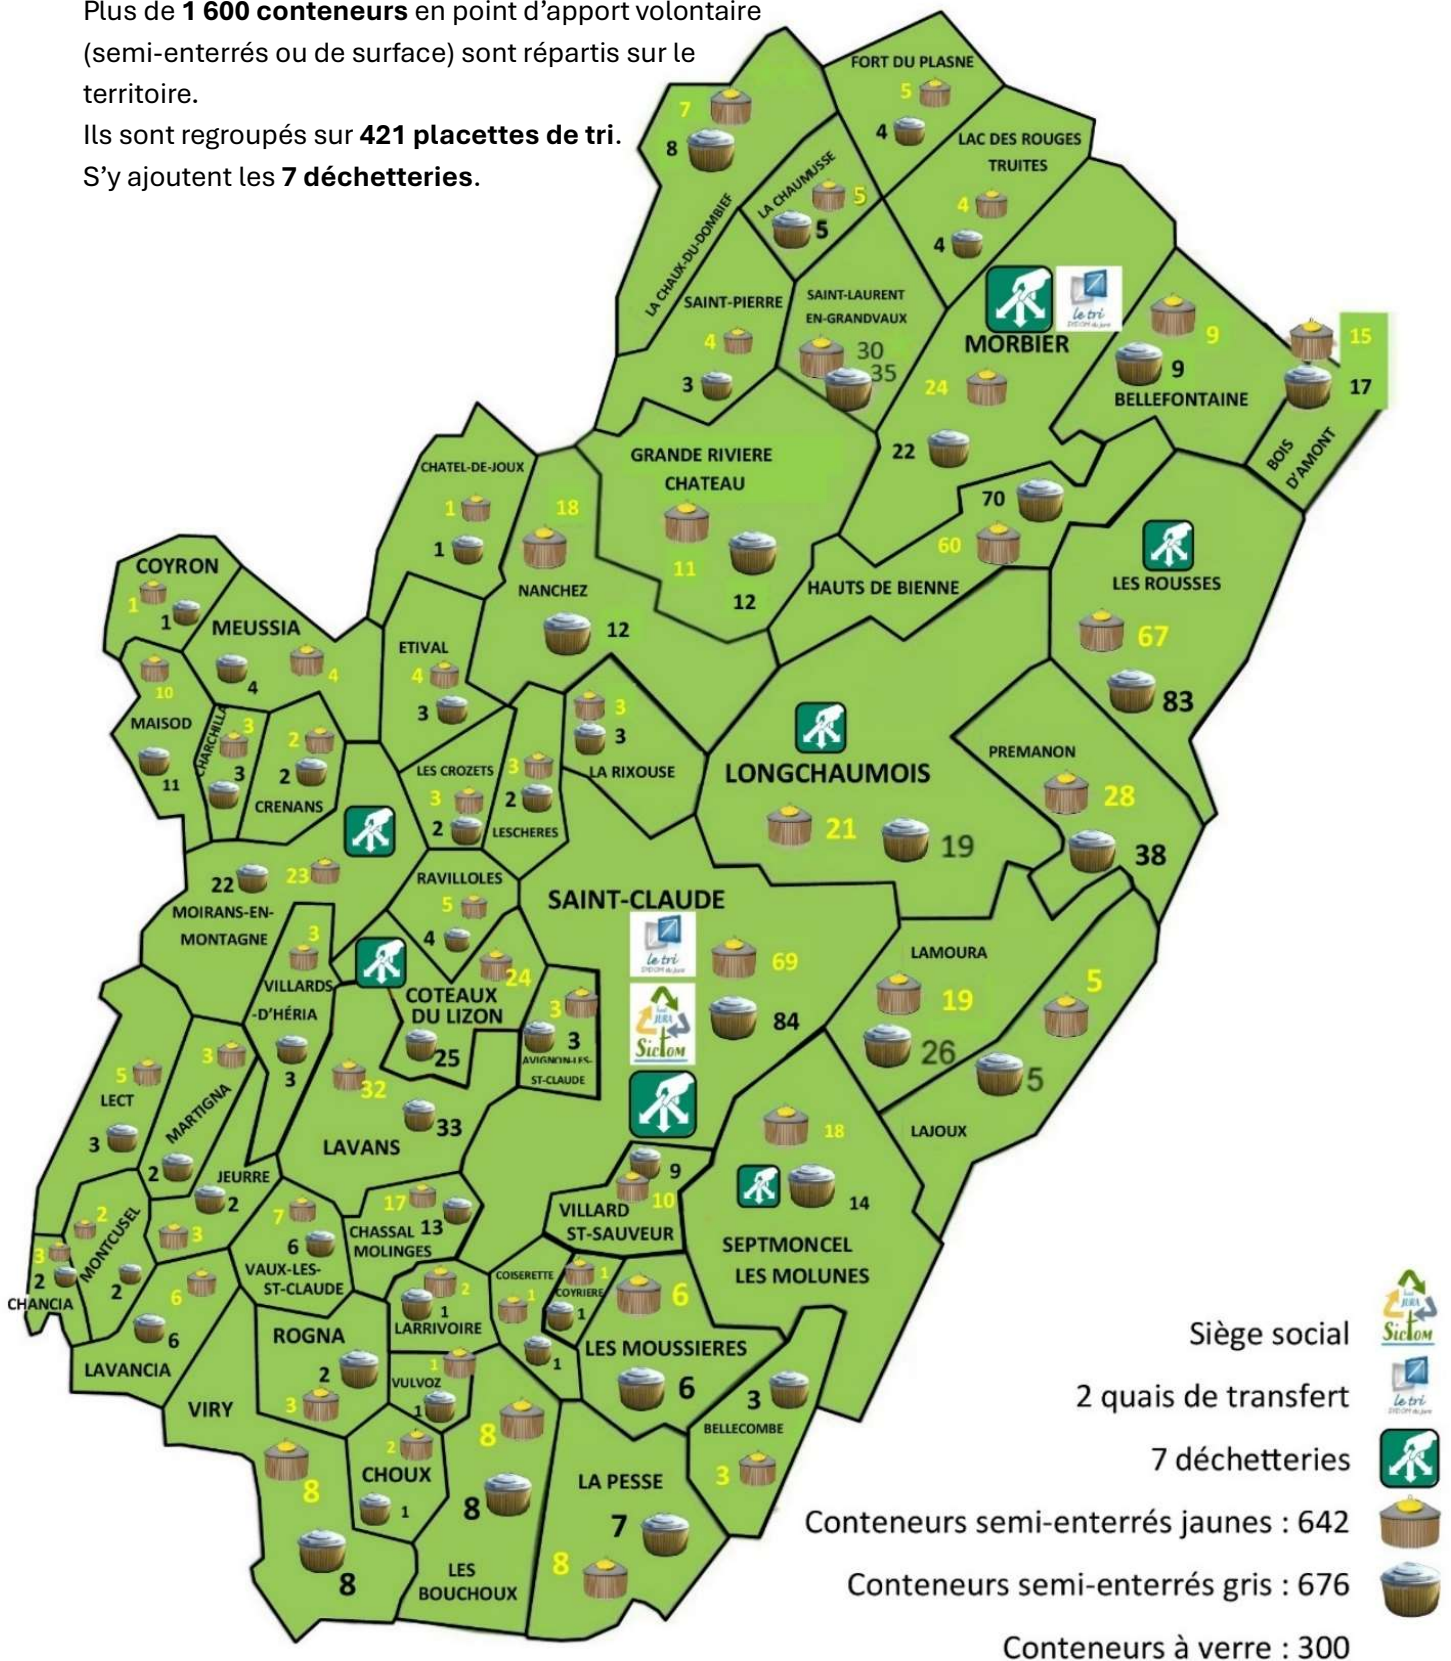 Plus de 1 600 conteneurs en point d’apport volontaire
(semi-enterrés ou de surface) sont répartis sur le
territoire.
Ils sont regroupés sur 421 placettes de tri.
S’y ajoutent les 7 déchetteries.
7
8
LA CHAUX-DU-DOMBIEF
FORT DU PLASNE
5
4
LAC DES ROUGES
TRUITES
4
4
LA CHAUMUSSE
5
5
SAINT-PIERRE
4
3
SAINT-LAURENT
EN-GRANDVAUX
30
35
le tri
MORBIER
24
22
9
9
BELLEFONTAINE
15
17
BOIS
D'AMONT
GRANDE RIVIERE
CHATEAU
11
12
CHATEL-DE-JOUX
1
1
18
NANCHEZ
12
70
60
HAUTS DE BIENNE
LES ROUSSES
67
83
COYRON
1
1
MEUSSIA
4
4
ETIVAL
4
3
10
MAISOD
11
CHARCHILLA
3
3
2
2
CRENANS
LES CROZETS
3
2
3
2
LESCHERES
3
3
LA RIXOUSE
LONGCHAUMOIS
21
19
PREMANON
28
38
22
23
MOIRANS-EN-
MONTAGNE
RAVILLOLES
5
4
SAINT-CLAUDE
le tri
69
Sictom
84
LAMOURA
19
26
5
5
LAJOUX
3
VILLARDS
-D’HÉRIA
3
24
COTEAUX
DU LIZON
25
3
3
AVIGNON-LES-
ST-CLAUDE
5
LECT
3
3
MARTIGNA
2
32
33
LAVANS
JEURRE
2
3
9
10
VILLARD
ST-SAUVEUR
18
14
SEPTMONCEL
LES MOLUNES
2
MONTCUSEL
2
3
2
CHANCIA
7
6
VAUX-LES-
ST-CLAUDE
17
13
CHASSAL
MOLINGES
6
6
LAVANCIA
2
1
LARRIVOIRE
COISERETTE
1
1
1
COYRIERE
1
6
LES MOUSSIERES
6
ROGNA
2
3
1
VULVOZ
1
VIRY
8
8
2
CHOUX
1
8
8
LES
BOUCHOUX
LA PESSE
7
8
3
BELLECOMBE
3
Siège social
Sictom
2 quais de transfert
le tri
7 déchetteries
Conteneurs semi-enterrés jaunes : 642
Conteneurs semi-enterrés gris : 676
Conteneurs à verre : 300